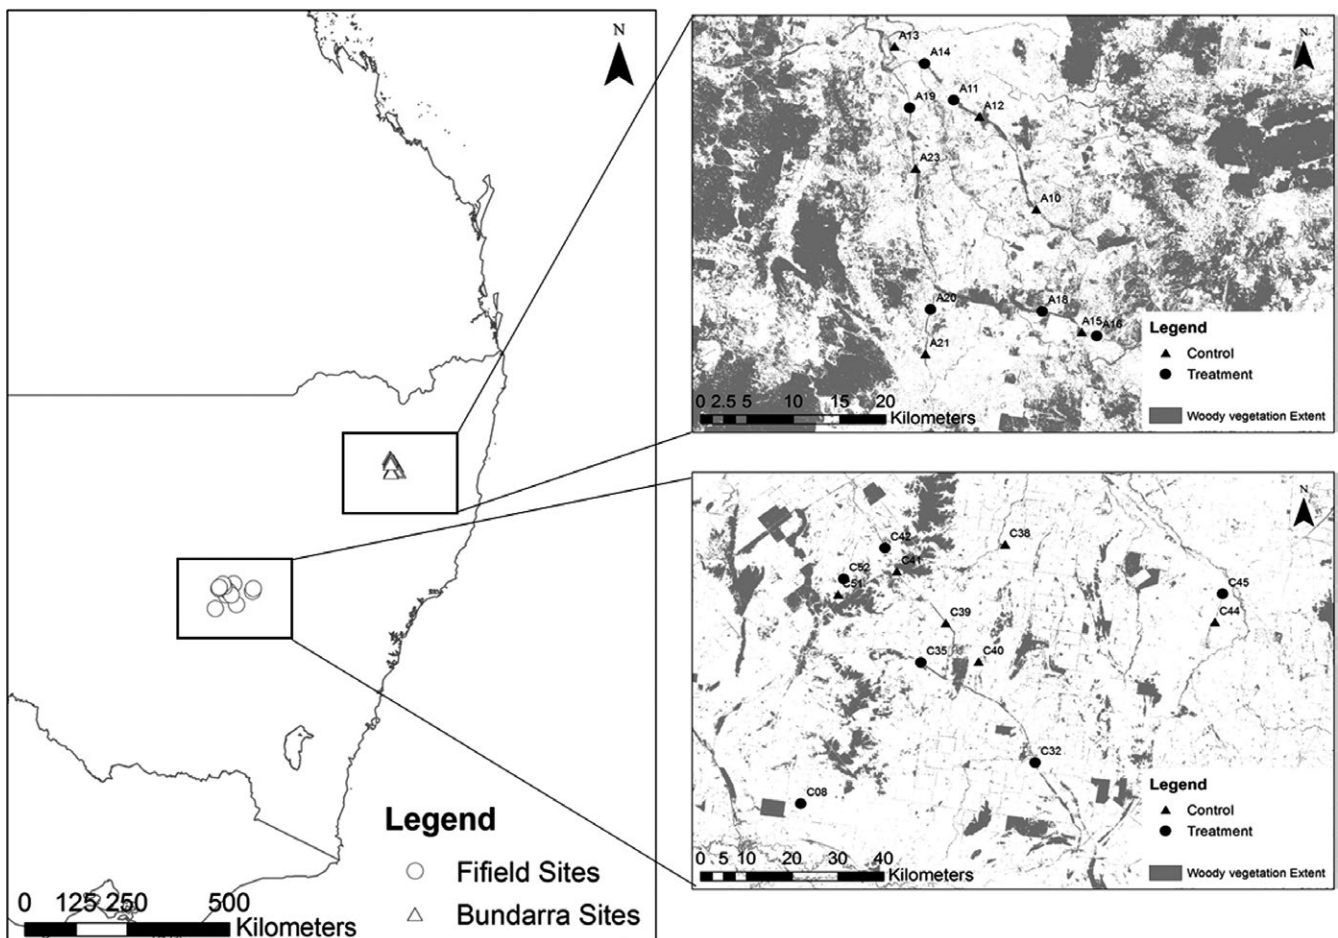 N
Legend
Fifield Sites
Bundarra Sites
0 125 250 500
Kilometers
N
A13
A14
A11
A19
A12
A23
A10
A20
A18
A15 A16
A21
Legend
Control
Treatment
Woody vegetation Extent
0 2.5 5 10 15 20
Kilometers
N
C42
C38
C41
C52
C51
C45
C39
C44
C35
C40
C32
C08
Legend
Control
Treatment
Woody vegetation Extent
0 5 10 20 30 40
Kilometers